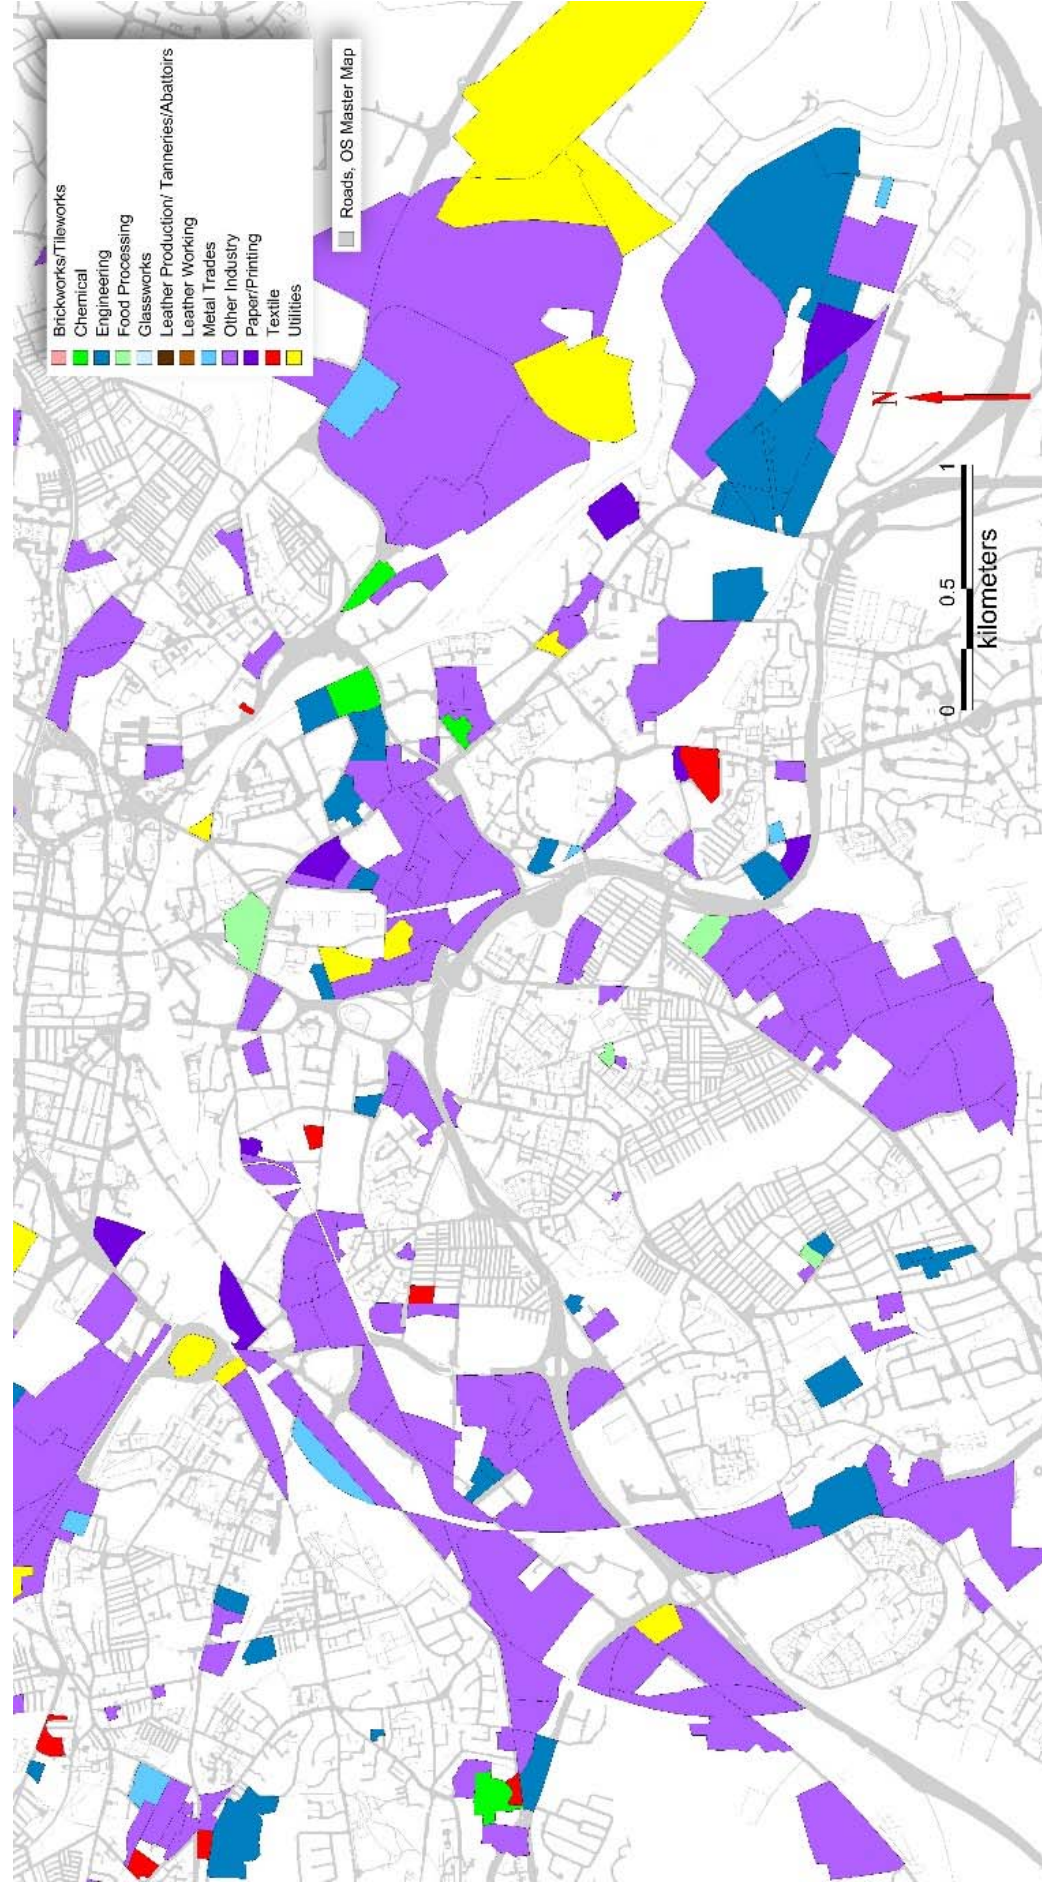 Brickworks/Tileworks
Chemical
Engineering
Food Processing
Glassworks
Leather Production/ Tanneries/Abattoirs
Leather Working
Metal Trades
Other Industry
Paper/Printing
Textile
Utilities
Roads, OS Master Map
N
0 0.5 1
kilometers